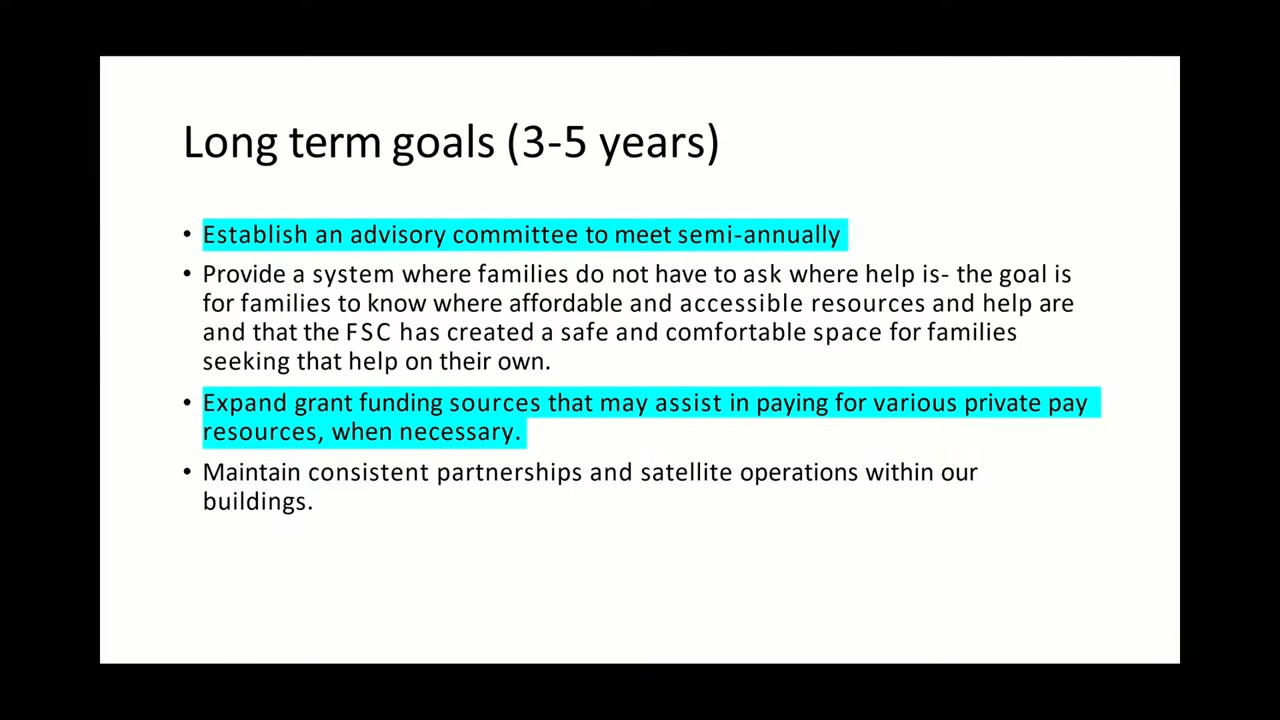 Long term goals (3-5 years)
• Establish an advisory committee to meet semi-annually
• Provide a system where families do not have to ask where help is- the goal is
for families to know where affordable and accessible resources and help are
and that the FSC has created a safe and comfortable space for families
seeking that help on their own.
• Expand grant funding sources that may assist in paying for various private pay
resources, when necessary.
• Maintain consistent partnerships and satellite operations within our
buildings.